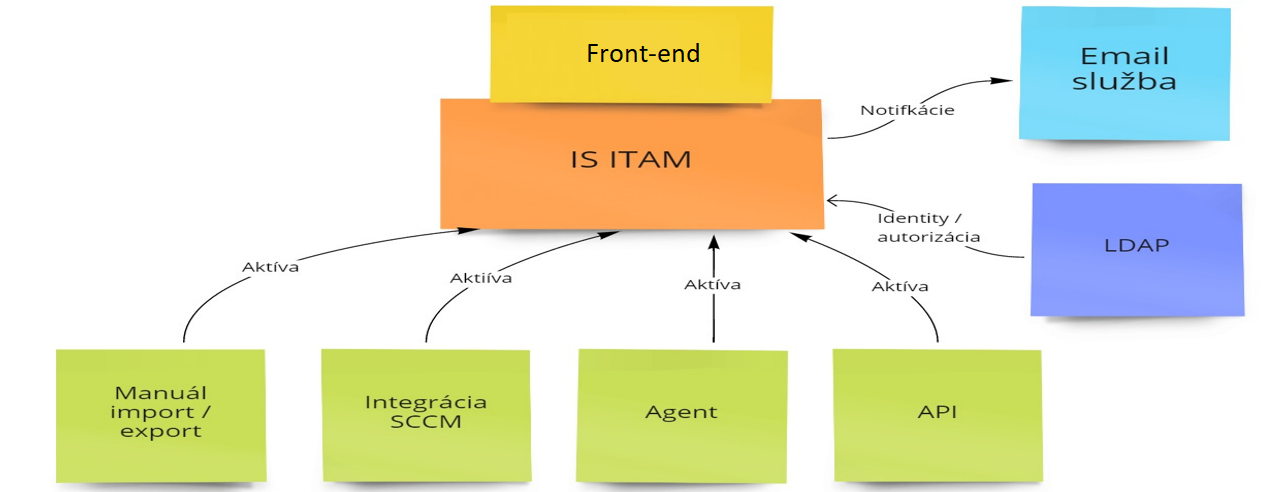 Front-end
Email
služba
Notifkácie
IS ITAM
Identity /
autorizácia
LDAP
Aktíva
Aktiíva
Aktíva
Aktíva
Manuál
import /
export
Integrácia
SCCM
Agent
API